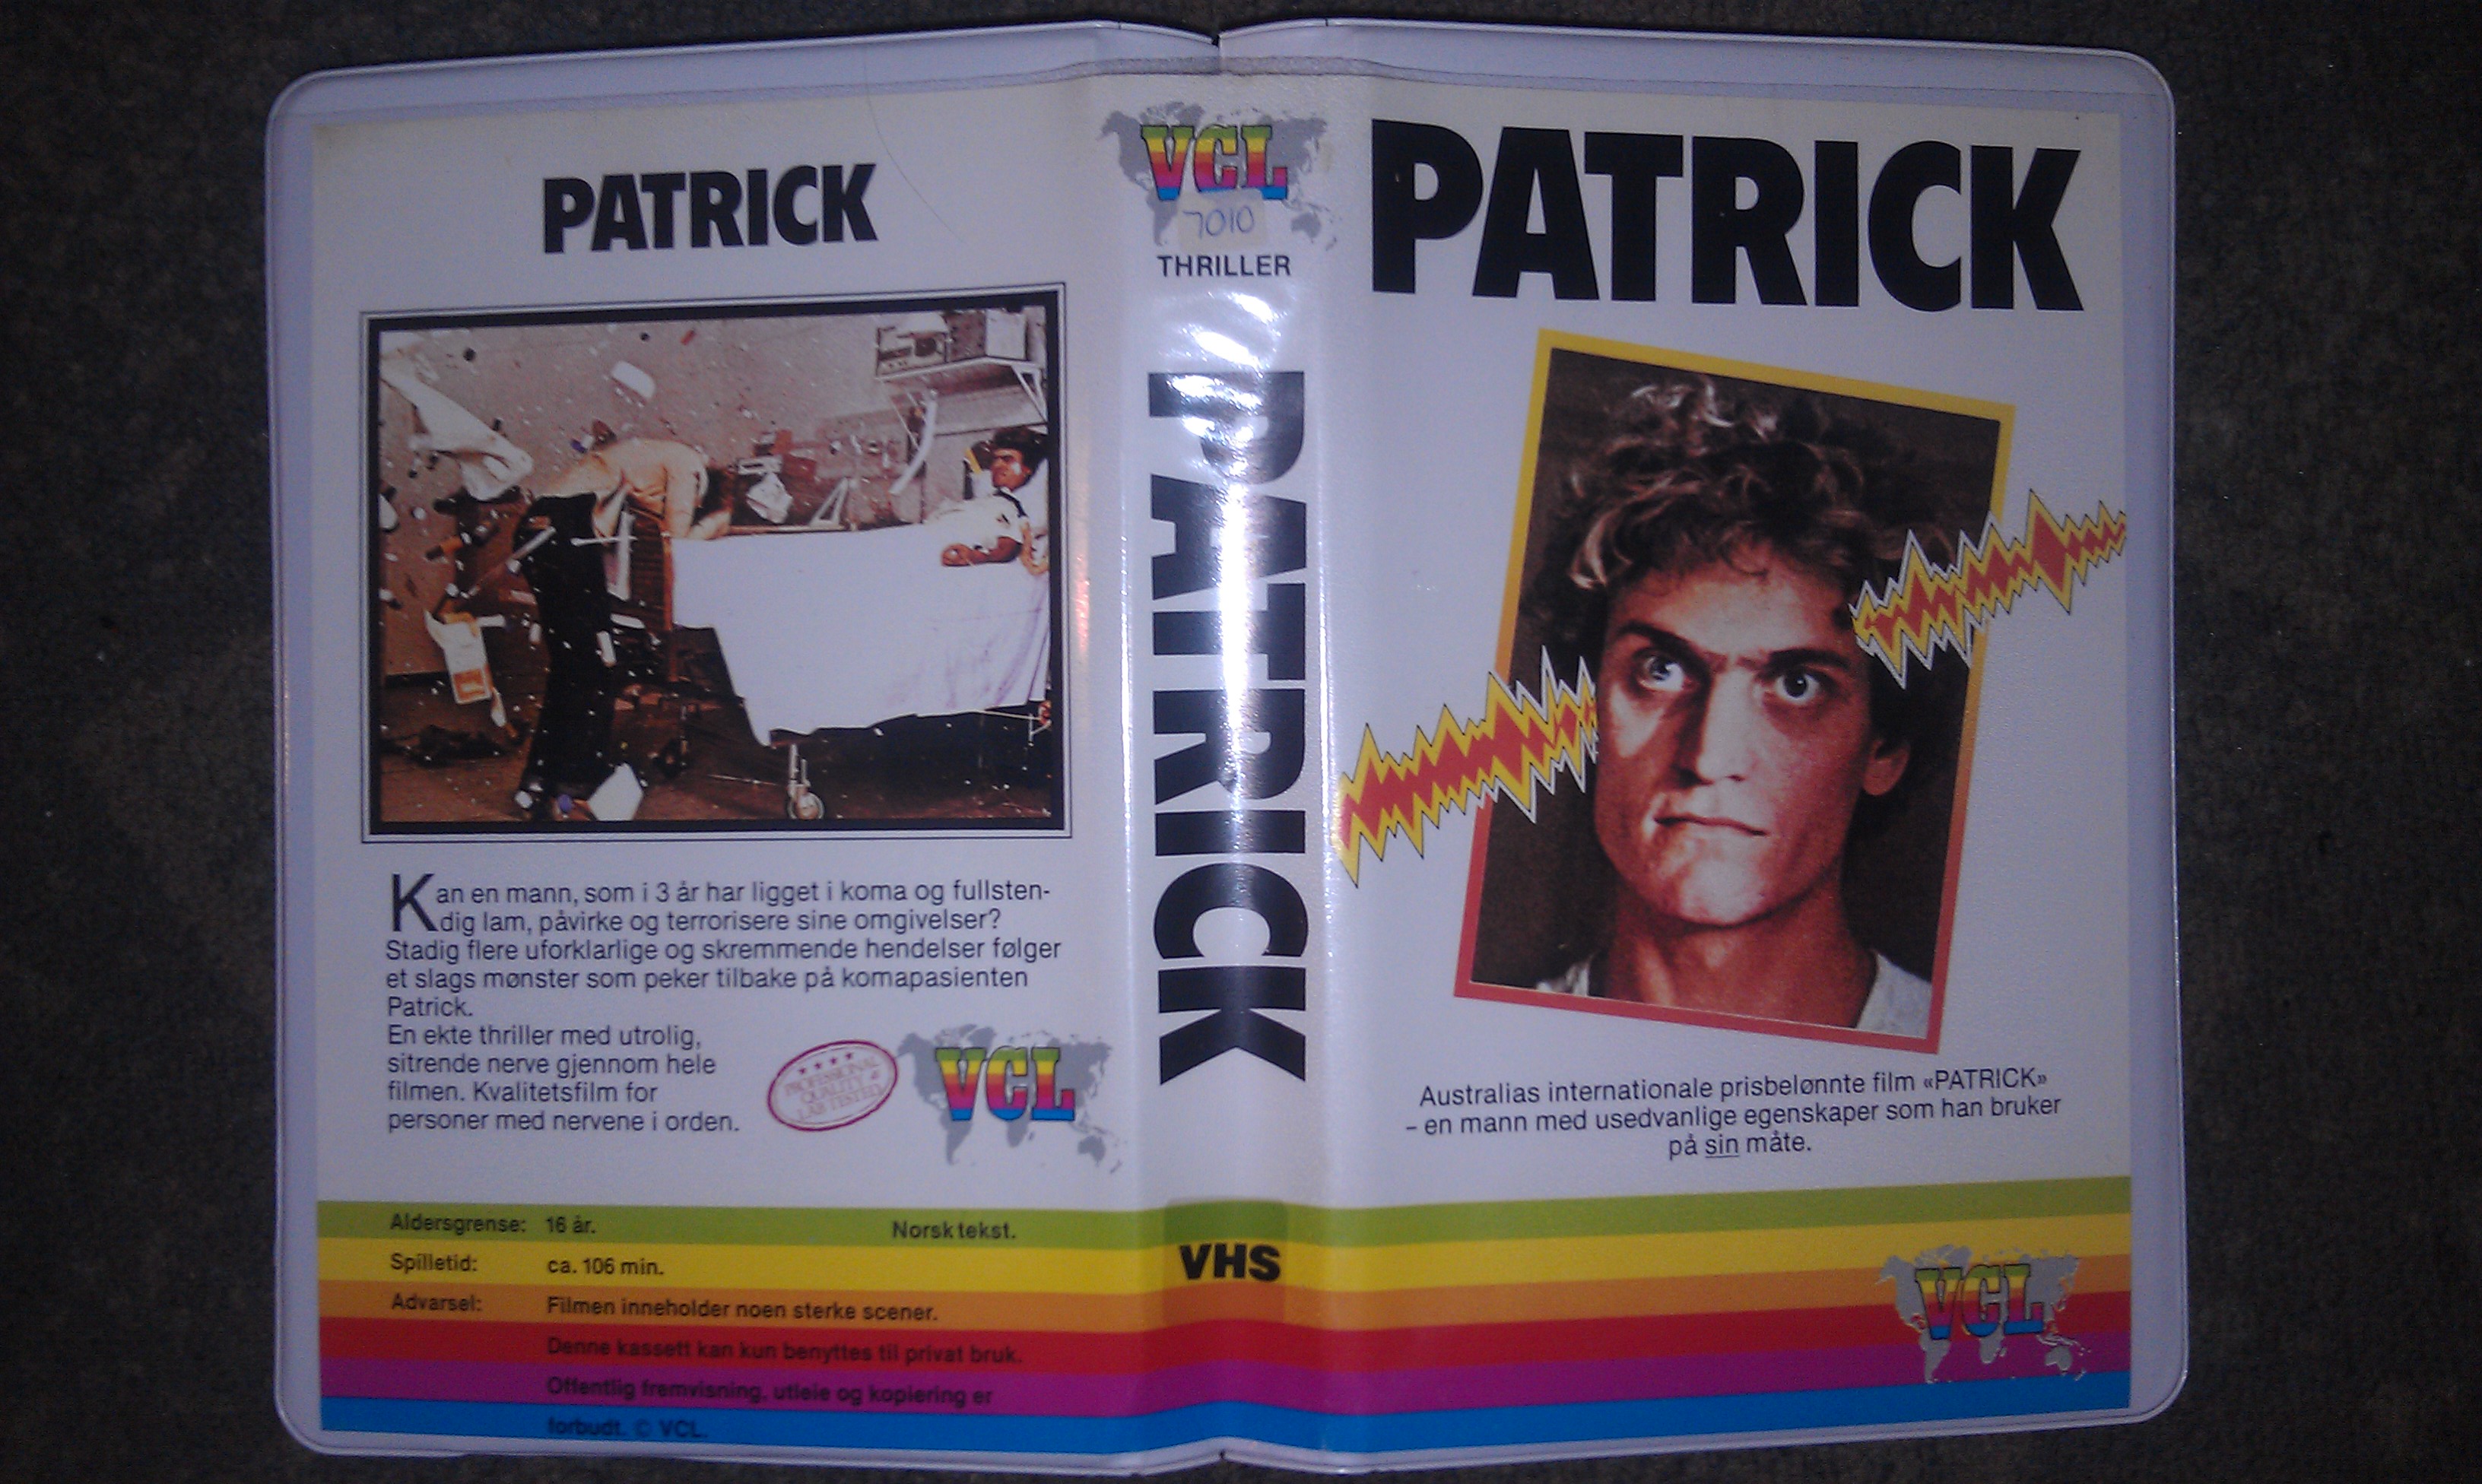 PATRICK
Kan en mann, som i 3 år har ligget i koma og fullsten-
dig lam, påvirke og terrorisere sine omgivelser?
Stadig flere uforklarlige og skremmende hendelser følger
et slags mønster som peker tilbake på komapasienten
Patrick.
En ekte thriller med utrolig,
sitrende nerve gjennom hele
filmen. Kvalitetsfilm for
personer med nervene i orden.
PROFESSIONAL
QUALITY &
LAB TESTED
VCL
Aldersgrense: 16 år. Norsk tekst.
Spilletid: ca. 106 min.
Advarsel: Filmen inneholder noen sterke scener.
Denne kassett kan kun benyttes til privat bruk.
Offentlig fremvisning, utleie og kopiering er
forbudt. © VCL.
VCL
7010
THRILLER
PATRICK
VHS
PATRICK
Australias internationale prisbelønnte film «PATRICK»
– en mann med usedvanlige egenskaper som han bruker
på sin måte.
VCL